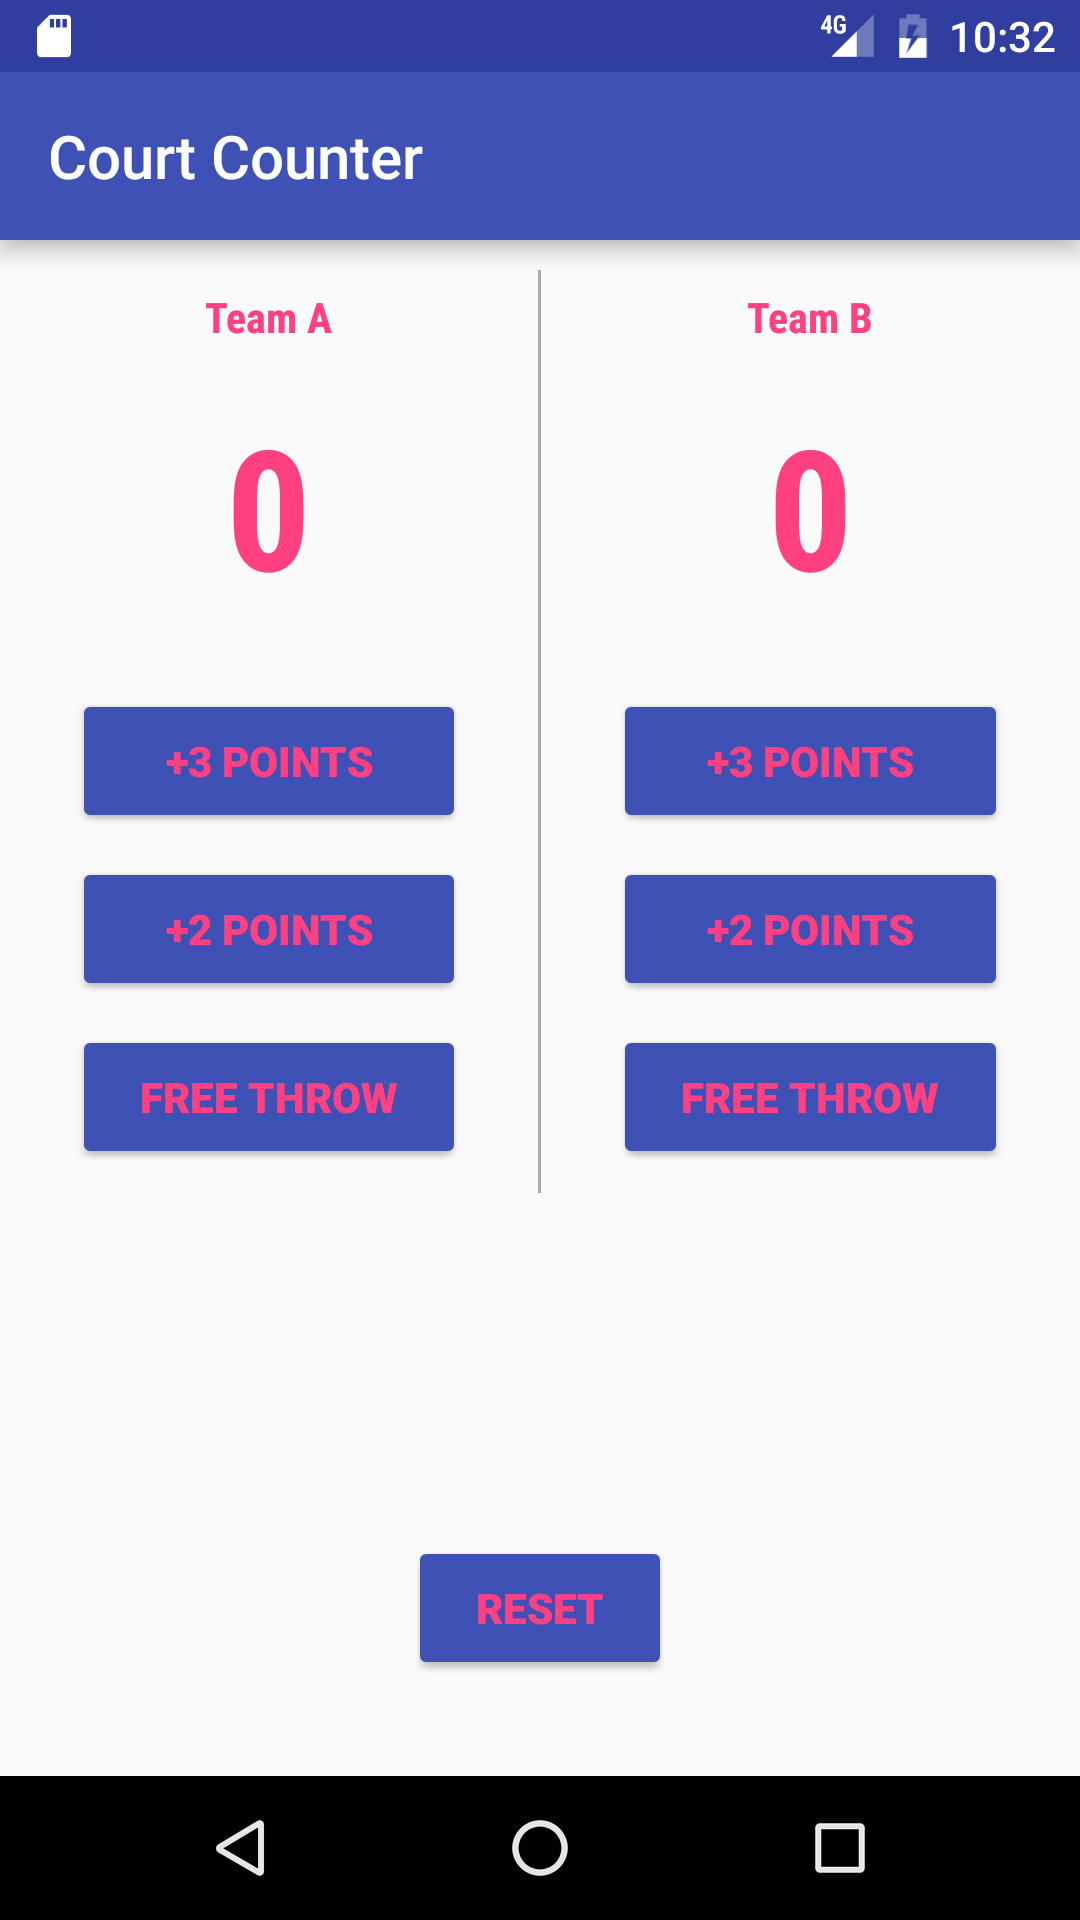 4G 10:32
Court Counter
Team A Team B
0 0
+3 POINTS +3 POINTS
+2 POINTS +2 POINTS
FREE THROW FREE THROW
RESET